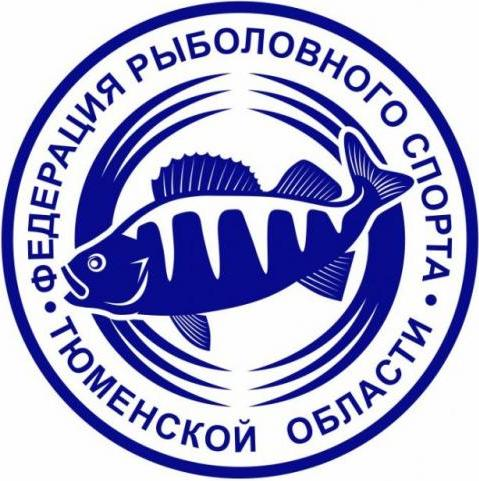 ФЕДЕРАЦИЯ РЫБОЛОВНОГО СПОРТА
• ТЮМЕНСКОЙ ОБЛАСТИ •